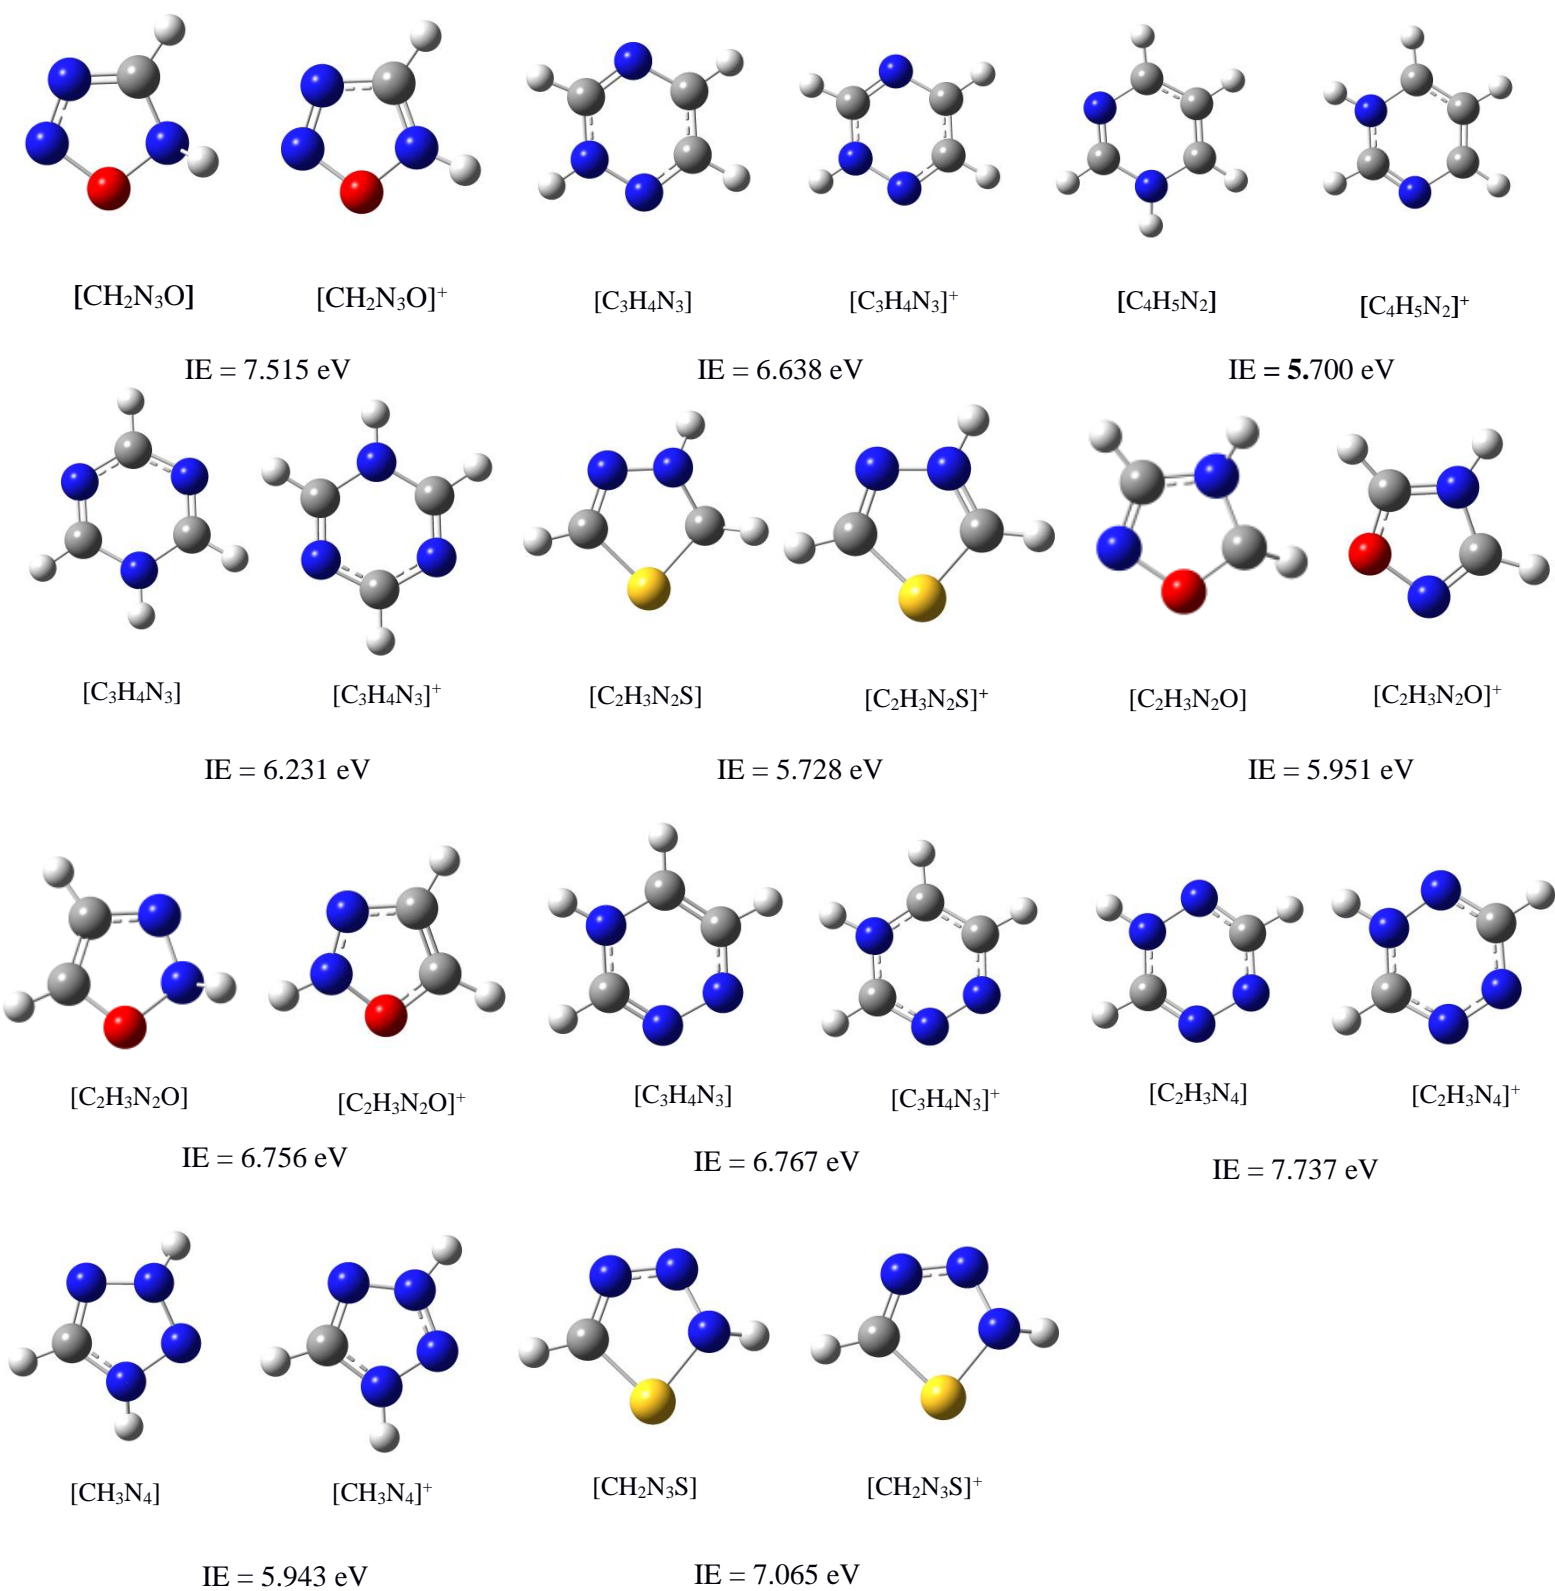 [CH₂N₃O] [CH₂N₃O]⁺ [C₃H₄N₃] [C₃H₄N₃]⁺ [C₄H₅N₂] [C₄H₅N₂]⁺
IE = 7.515 eV IE = 6.638 eV IE = 5.700 eV
[C₃H₄N₃] [C₃H₄N₃]⁺ [C₂H₃N₂S] [C₂H₃N₂S]⁺ [C₂H₃N₂O] [C₂H₃N₂O]⁺
IE = 6.231 eV IE = 5.728 eV IE = 5.951 eV
[C₂H₃N₂O] [C₂H₃N₂O]⁺ [C₃H₄N₃] [C₃H₄N₃]⁺ [C₂H₃N₄] [C₂H₃N₄]⁺
IE = 6.756 eV IE = 6.767 eV IE = 7.737 eV
[CH₃N₄] [CH₃N₄]⁺ [CH₂N₃S] [CH₂N₃S]⁺
IE = 5.943 eV IE = 7.065 eV